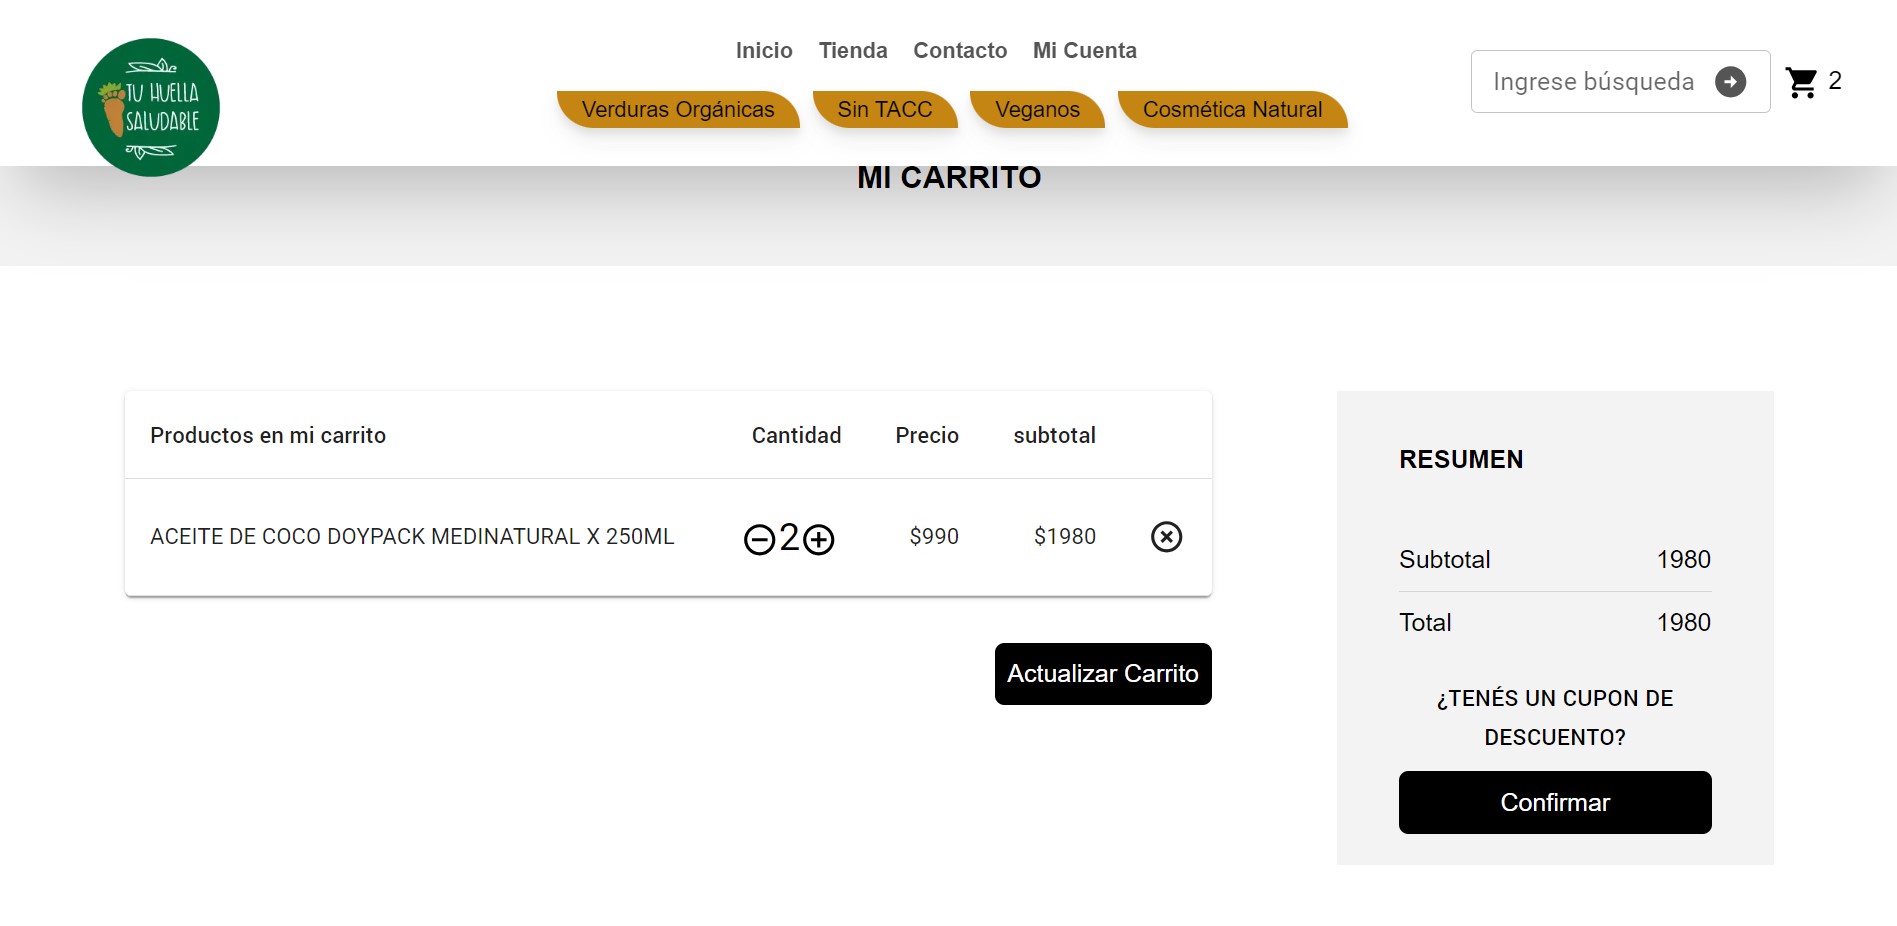 TU HUELLA
SALUDABLE
Inicio Tienda Contacto Mi Cuenta
Verduras Orgánicas Sin TACC Veganos Cosmética Natural
Ingrese búsqueda 2
MI CARRITO
Productos en mi carrito Cantidad Precio subtotal
ACEITE DE COCO DOYPACK MEDINATURAL X 250ML 2 $990 $1980
Actualizar Carrito
RESUMEN
Subtotal 1980
Total 1980
¿TENÉS UN CUPON DE
DESCUENTO?
Confirmar